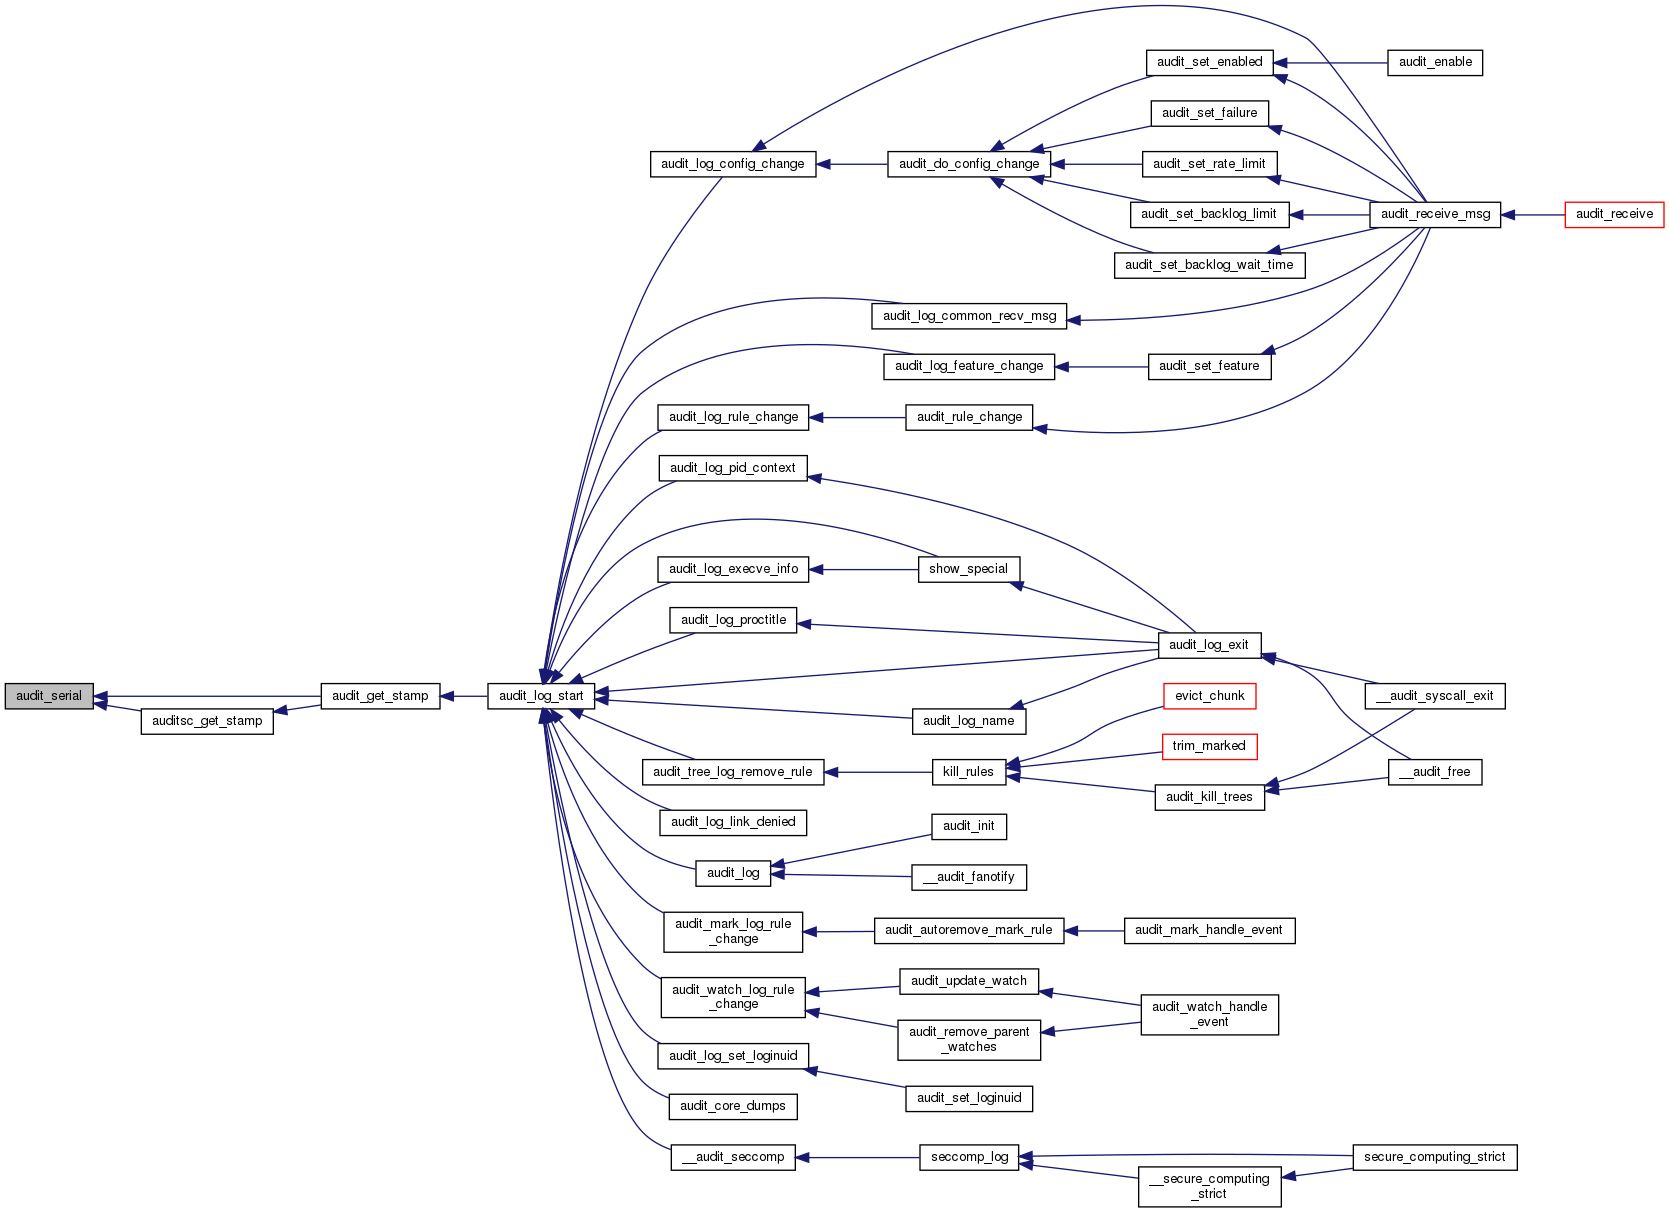 audit_set_enabled
audit_enable
audit_set_failure
audit_log_config_change
audit_do_config_change
audit_set_rate_limit
audit_set_backlog_limit
audit_receive_msg
audit_receive
audit_set_backlog_wait_time
audit_log_common_recv_msg
audit_log_feature_change
audit_set_feature
audit_log_rule_change
audit_rule_change
audit_log_pid_context
audit_log_execve_info
show_special
audit_log_proctitle
audit_log_exit
audit_serial
audit_get_stamp
audit_log_start
evict_chunk
__audit_syscall_exit
auditsc_get_stamp
audit_log_name
trim_marked
audit_tree_log_remove_rule
kill_rules
__audit_free
audit_kill_trees
audit_log_link_denied
audit_init
audit_log
__audit_fanotify
audit_mark_log_rule
_change
audit_autoremove_mark_rule
audit_mark_handle_event
audit_watch_log_rule
_change
audit_update_watch
audit_watch_handle
_event
audit_remove_parent
_watches
audit_log_set_loginuid
audit_set_loginuid
audit_core_dumps
__audit_seccomp
seccomp_log
secure_computing_strict
__secure_computing
_strict